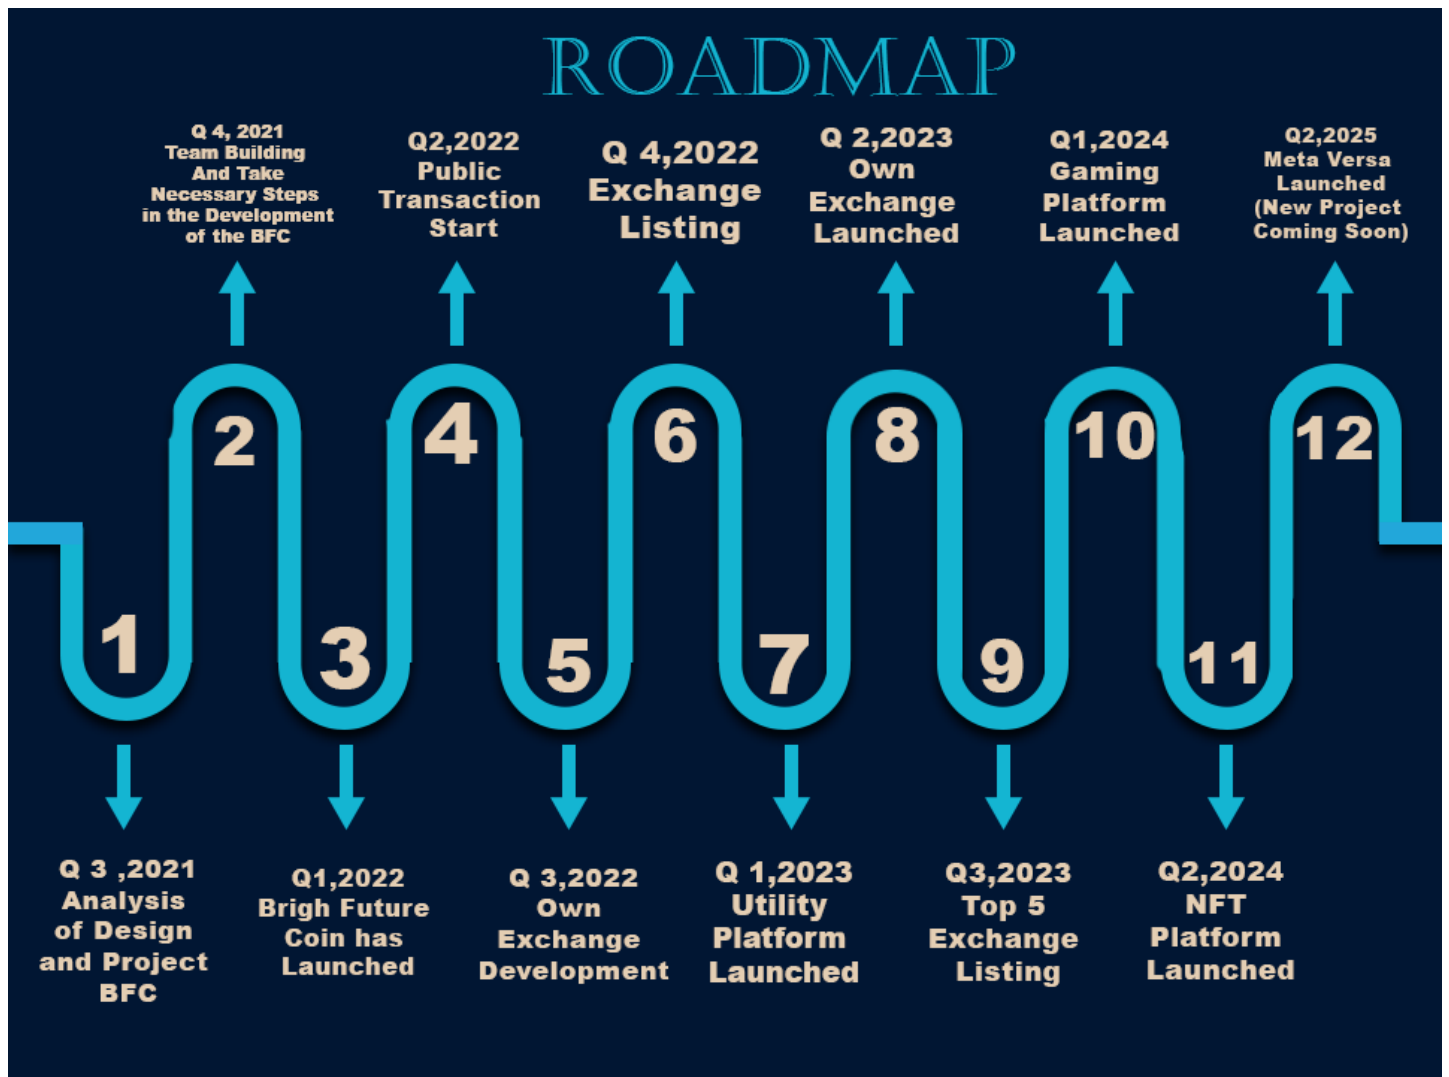 ROADMAP
Q 4, 2021
Team Building
And Take
Necessary Steps
in the Development
of the BFC
Q2,2022
Public
Transaction
Start
Q 4,2022
Exchange
Listing
Q 2,2023
Own
Exchange
Launched
Q1,2024
Gaming
Platform
Launched
Q2,2025
Meta Versa
Launched
(New Project
Coming Soon)
2
4
6
8
10
12
1
3
5
7
9
11
Q 3 ,2021
Analysis
of Design
and Project
BFC
Q1,2022
Brigh Future
Coin has
Launched
Q 3,2022
Own
Exchange
Development
Q 1,2023
Utility
Platform
Launched
Q3,2023
Top 5
Exchange
Listing
Q2,2024
NFT
Platform
Launched